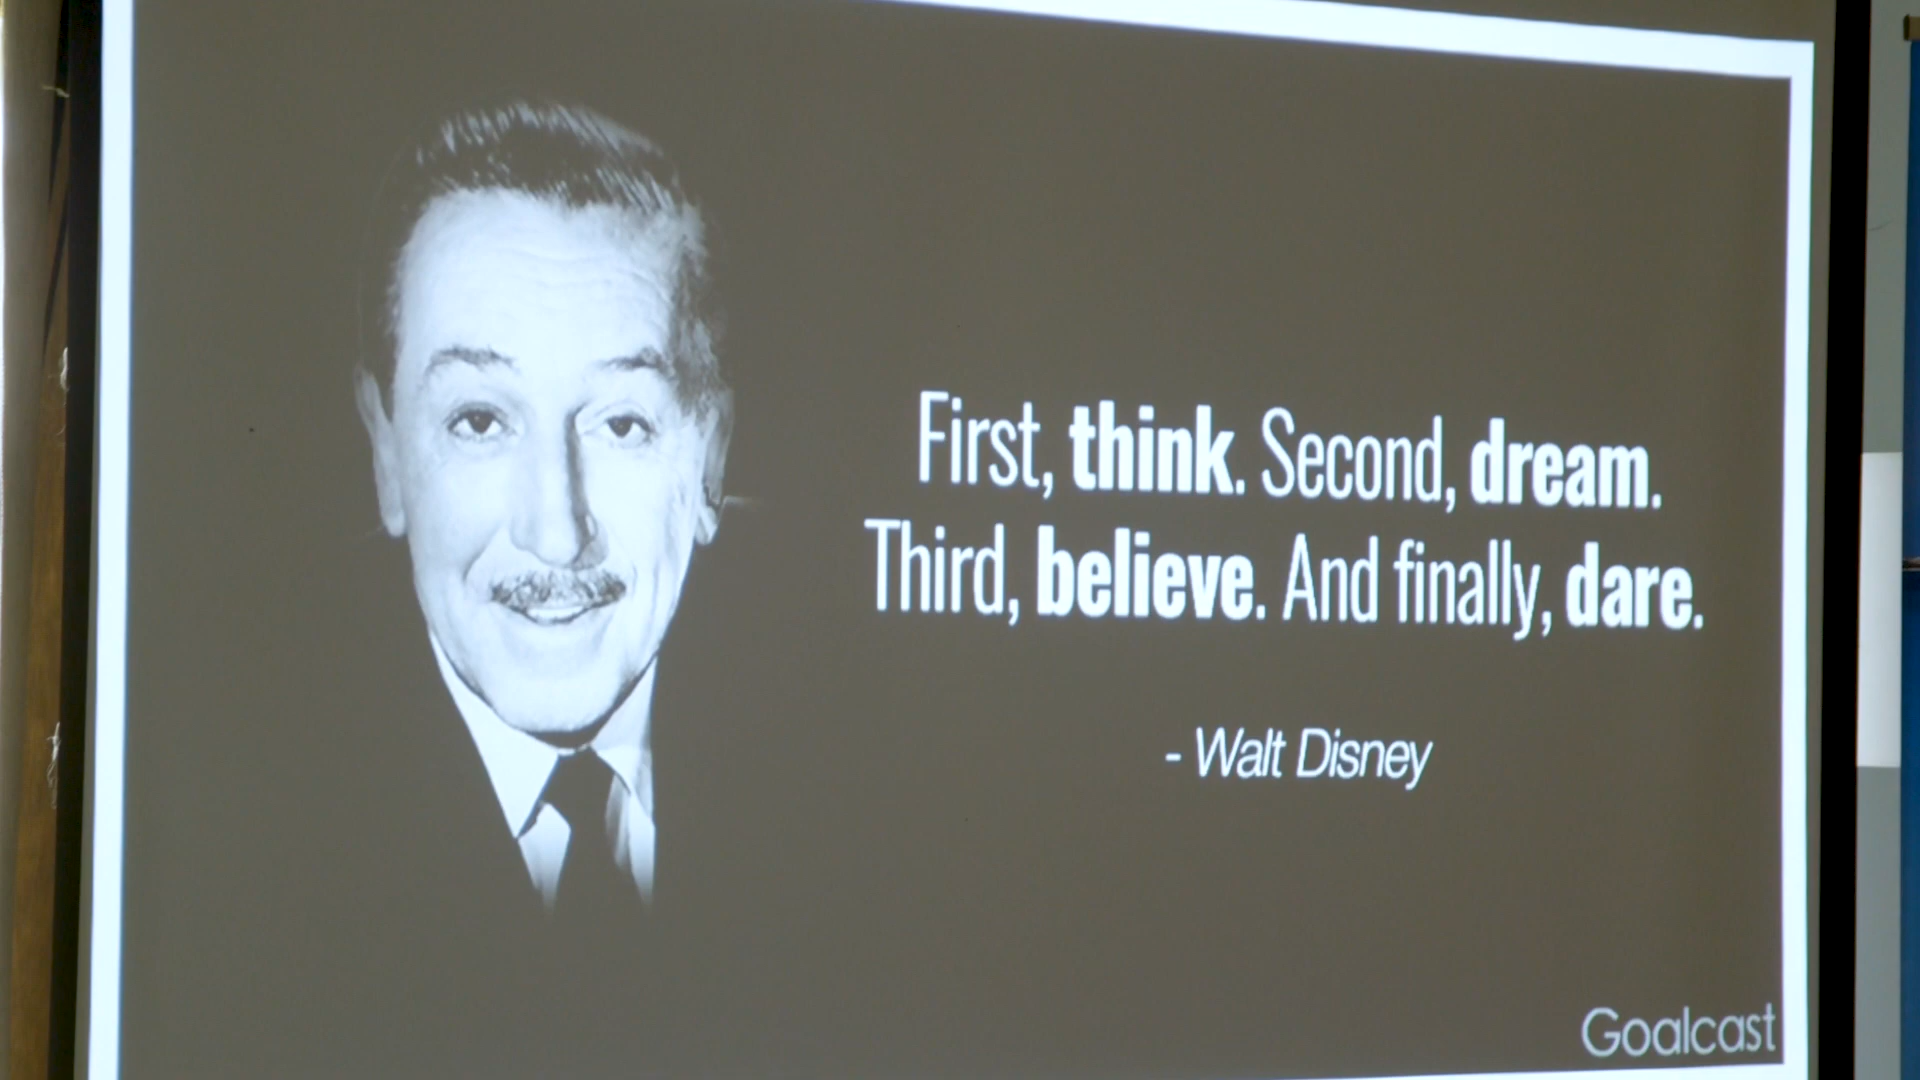 First, think. Second, dream.
Third, believe. And finally, dare.
- Walt Disney
Goalcast